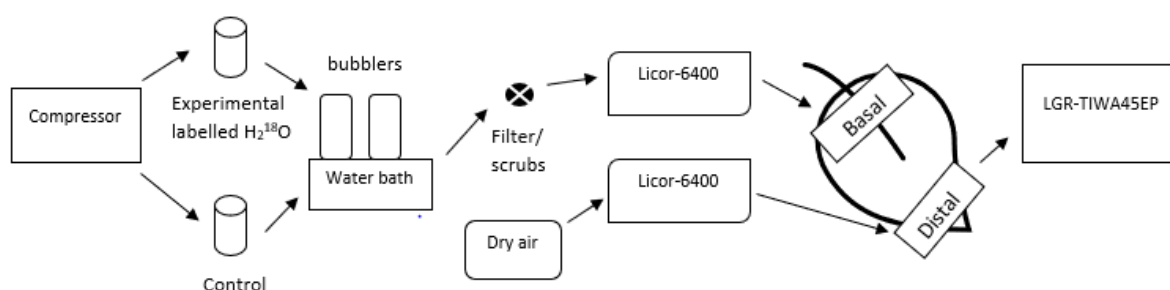 Compressor
Experimental
labelled H₂¹⁸O
Control
bubblers
Water bath
Filter/
scrubs
Licor-6400
Licor-6400
Dry air
Basal
Distal
LGR-TIWA45EP